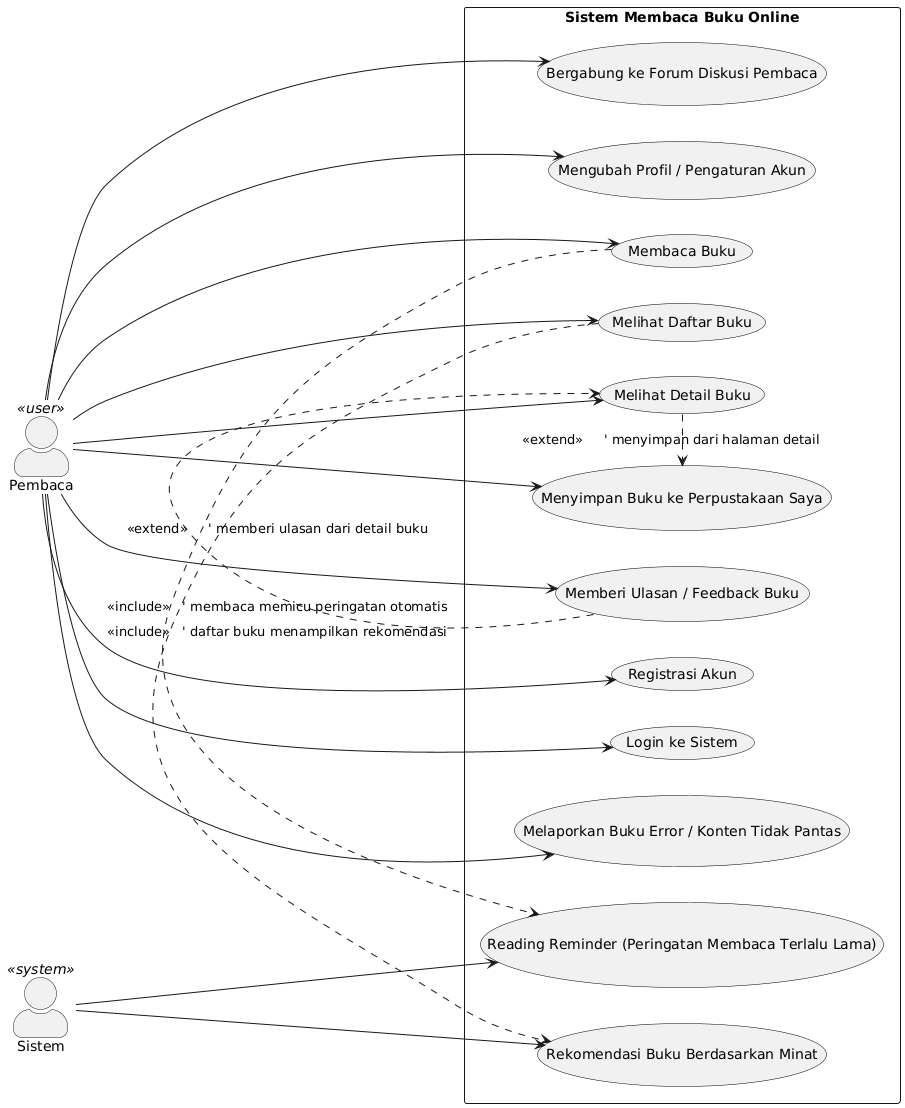 Sistem Membaca Buku Online
Bergabung ke Forum Diskusi Pembaca
Mengubah Profil / Pengaturan Akun
Membaca Buku
Melihat Daftar Buku
Melihat Detail Buku
«user»
Pembaca
«extend» ' menyimpan dari halaman detail
Menyimpan Buku ke Perpustakaan Saya
«extend» ' memberi ulasan dari detail buku
Memberi Ulasan / Feedback Buku
«include» ' membaca memicu peringatan otomatis
«include» ' daftar buku menampilkan rekomendasi
Registrasi Akun
Login ke Sistem
Melaporkan Buku Error / Konten Tidak Pantas
Reading Reminder (Peringatan Membaca Terlalu Lama)
«system»
Sistem
Rekomendasi Buku Berdasarkan Minat